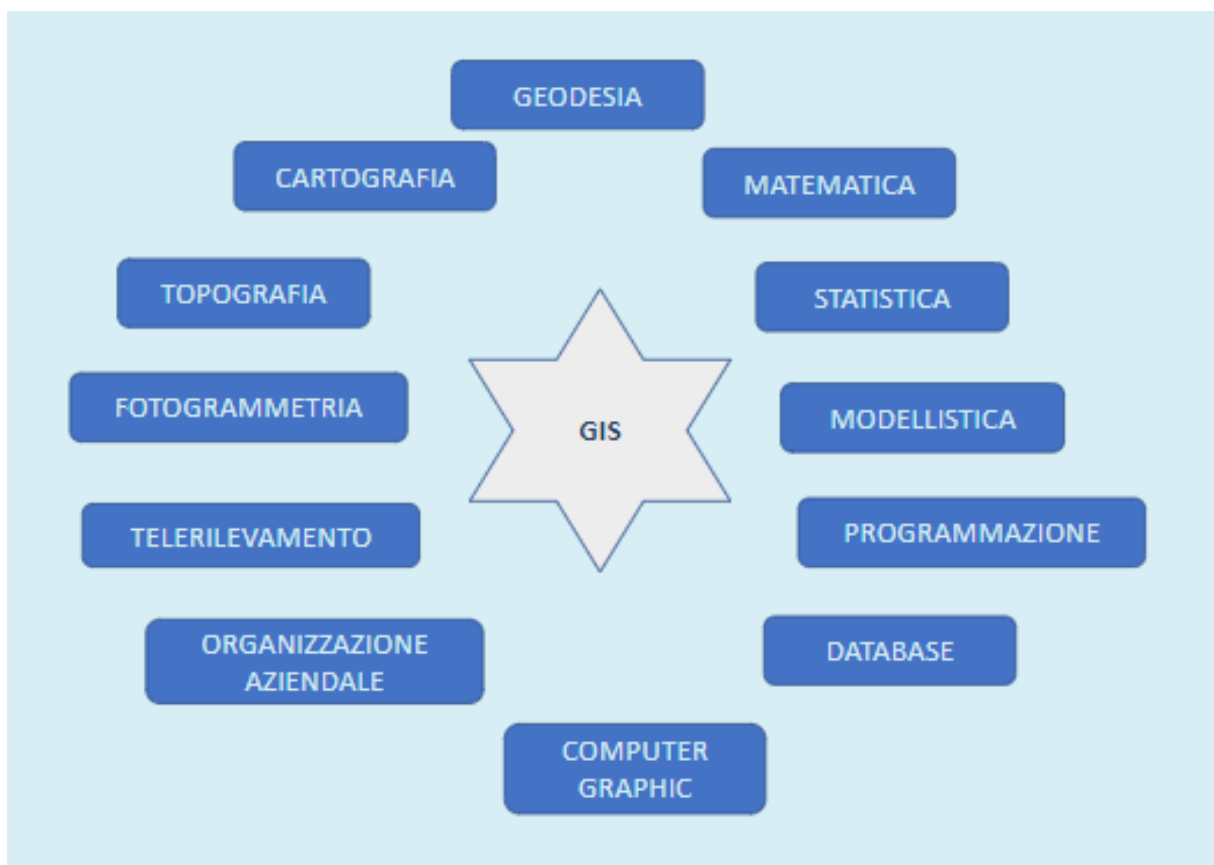 GEODESIA
CARTOGRAFIA
MATEMATICA
TOPOGRAFIA
STATISTICA
FOTOGRAMMETRIA
GIS
MODELLISTICA
TELERILEVAMENTO
PROGRAMMAZIONE
ORGANIZZAZIONE
AZIENDALE
DATABASE
COMPUTER
GRAPHIC